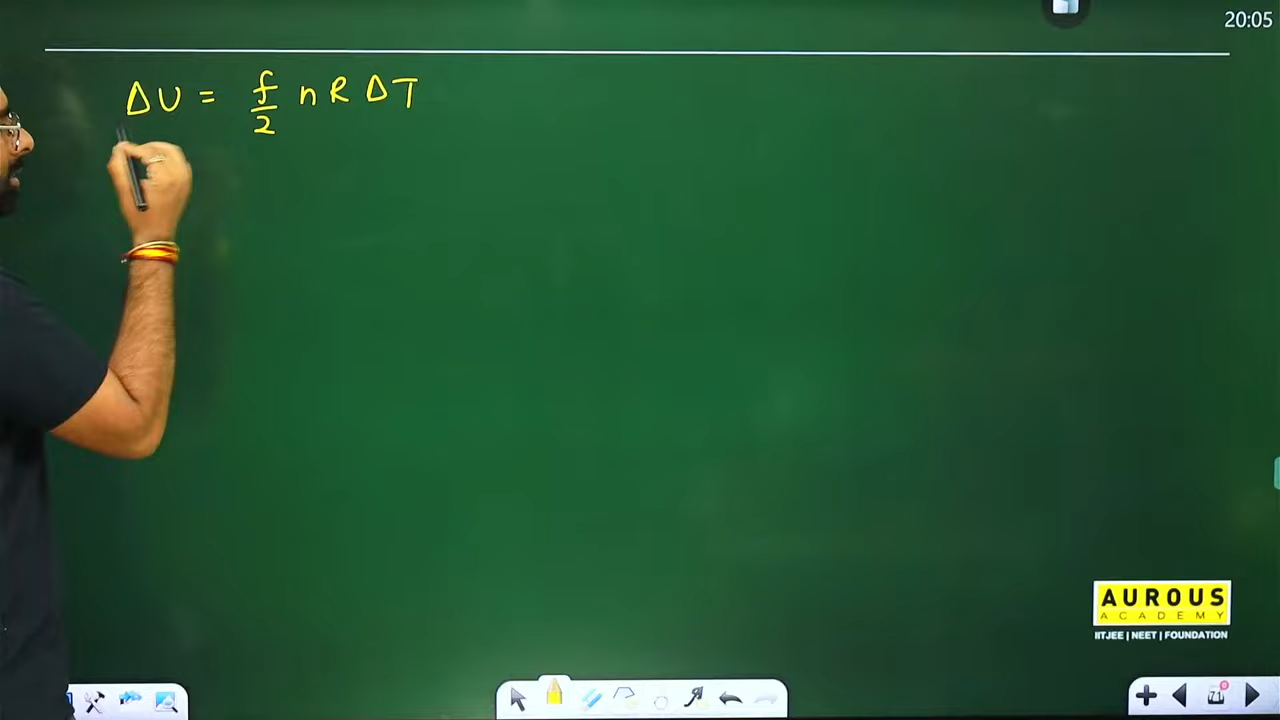 20:05
ΔU = f/2 nRΔT
AUROUS
ACADEMY
IITJEE | NEET | FOUNDATION